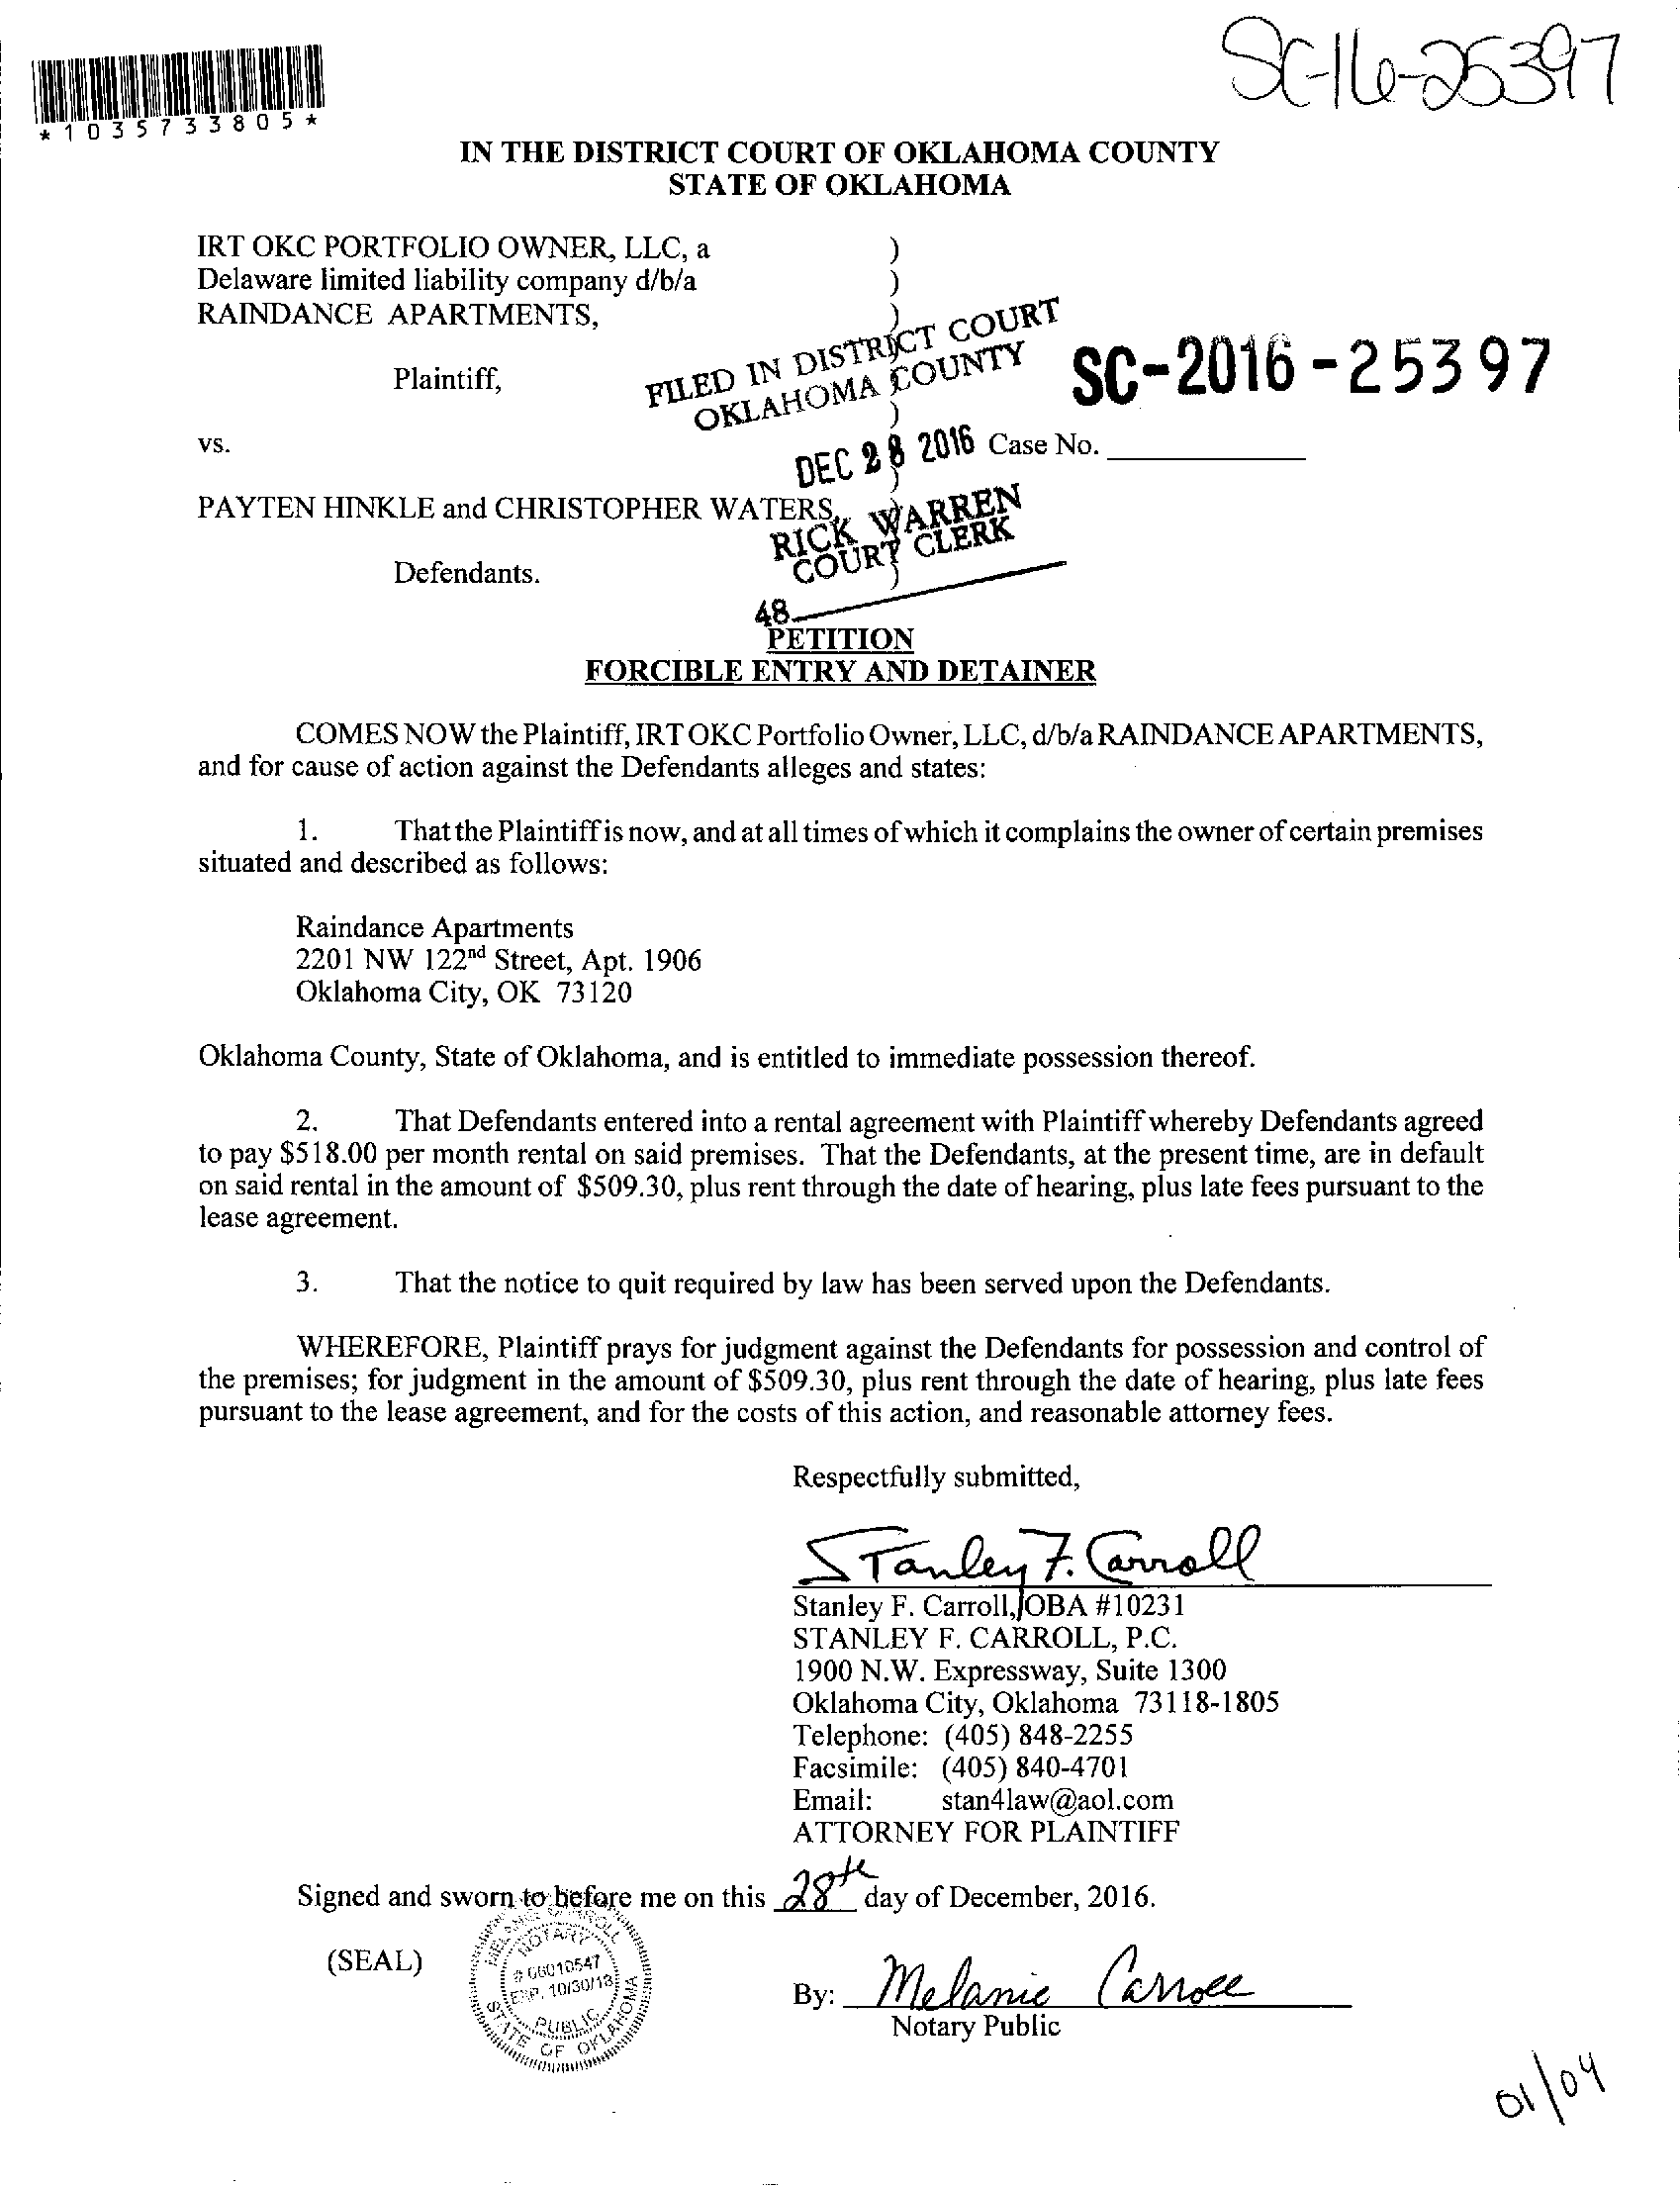 SC-16-25397
*1035733805*
IN THE DISTRICT COURT OF OKLAHOMA COUNTY
STATE OF OKLAHOMA
IRT OKC PORTFOLIO OWNER, LLC, a )
Delaware limited liability company d/b/a )
RAINDANCE APARTMENTS, )
FILED IN DISTRICT COURT
OKLAHOMA COUNTY
SC-2016-25397
Plaintiff,
)
vs.
DEC 28 2016
Case No.
)
PAYTEN HINKLE and CHRISTOPHER WATERS,
RICK WARREN
COURT CLERK
Defendants. )
48
PETITION
FORCIBLE ENTRY AND DETAINER
COMES NOW the Plaintiff, IRT OKC Portfolio Owner, LLC, d/b/a RAINDANCE APARTMENTS,
and for cause of action against the Defendants alleges and states:
1. That the Plaintiff is now, and at all times of which it complains the owner of certain premises
situated and described as follows:
Raindance Apartments
2201 NW 122nd Street, Apt. 1906
Oklahoma City, OK 73120
Oklahoma County, State of Oklahoma, and is entitled to immediate possession thereof.
2. That Defendants entered into a rental agreement with Plaintiff whereby Defendants agreed
to pay $518.00 per month rental on said premises. That the Defendants, at the present time, are in default
on said rental in the amount of $509.30, plus rent through the date of hearing, plus late fees pursuant to the
lease agreement.
3. That the notice to quit required by law has been served upon the Defendants.
WHEREFORE, Plaintiff prays for judgment against the Defendants for possession and control of
the premises; for judgment in the amount of $509.30, plus rent through the date of hearing, plus late fees
pursuant to the lease agreement, and for the costs of this action, and reasonable attorney fees.
Respectfully submitted,
Stanley F. Carroll
Stanley F. Carroll, OBA #10231
STANLEY F. CARROLL, P.C.
1900 N.W. Expressway, Suite 1300
Oklahoma City, Oklahoma 73118-1805
Telephone: (405) 848-2255
Facsimile: (405) 840-4701
Email: stan4law@aol.com
ATTORNEY FOR PLAINTIFF
Signed and sworn to before me on this 28th day of December, 2016.
(SEAL)
MELANIE CARROLL
NOTARY
# 06010547
EXP. 10/30/18
PUBLIC
STATE OF OKLAHOMA
By: Melanie Carroll
Notary Public
01/04